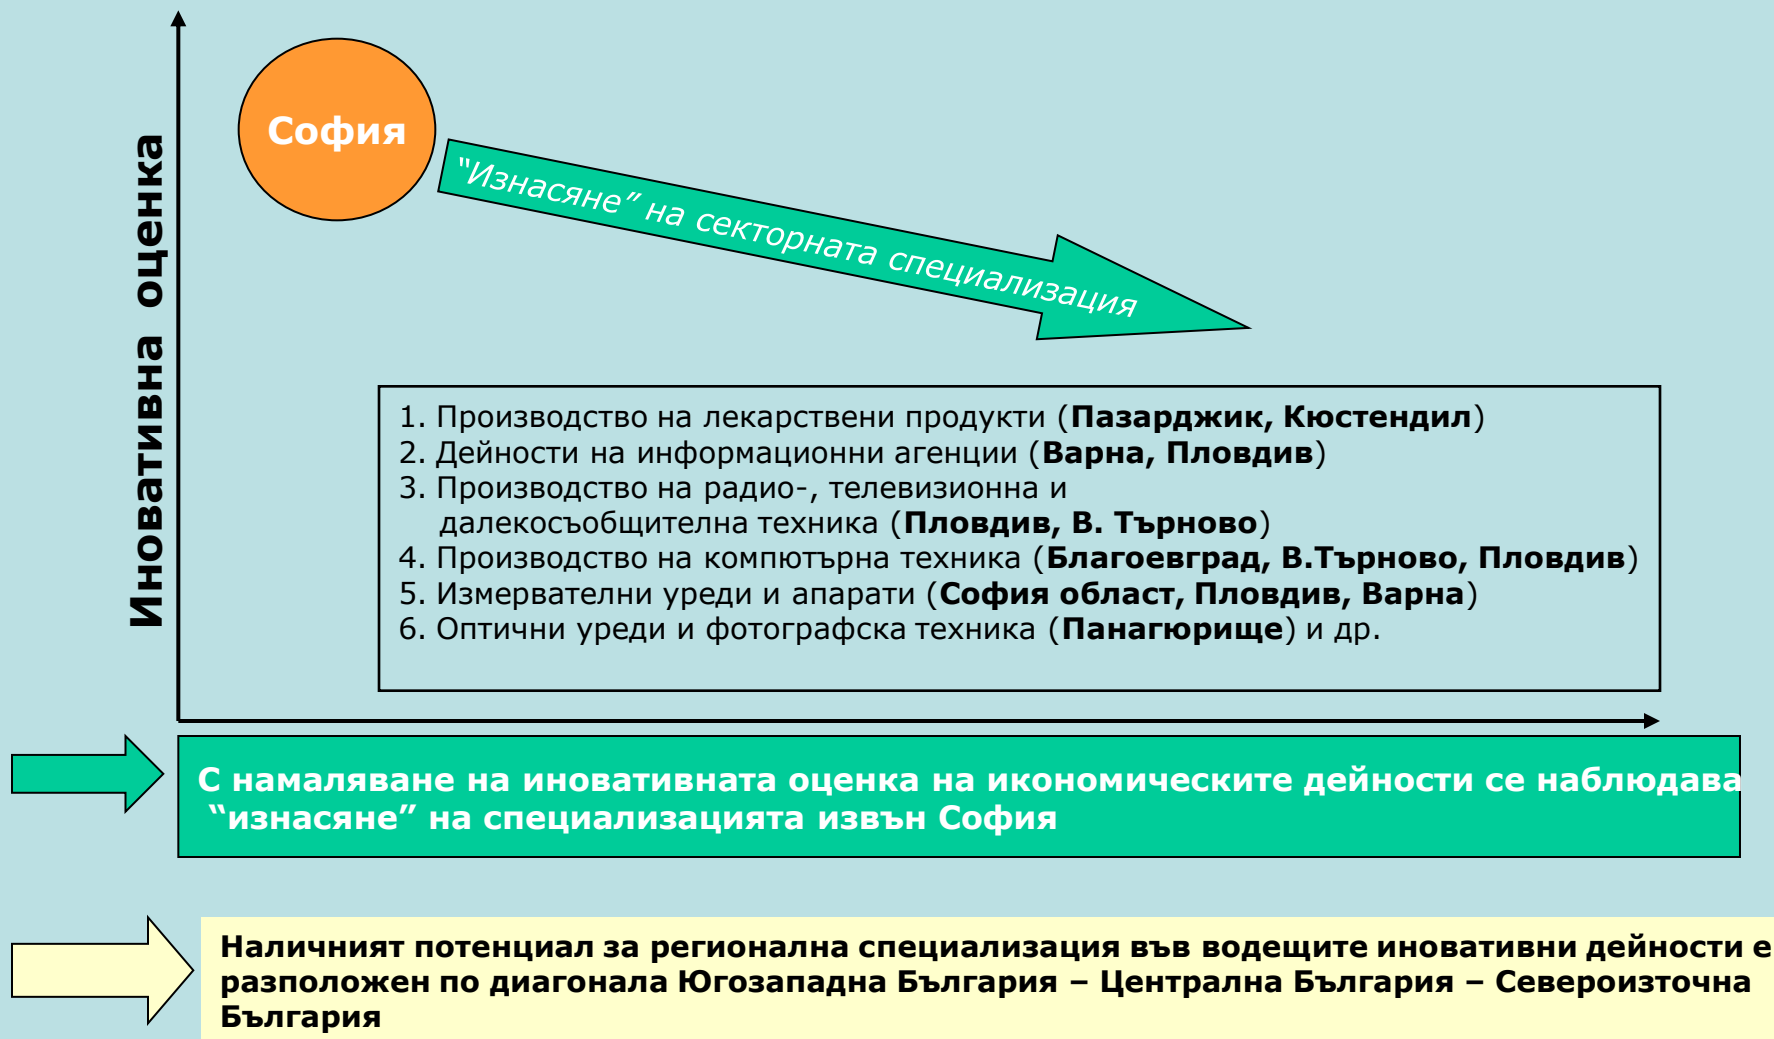 Иновативна оценка
София
“Изнасяне” на секторната специализация
1. Производство на лекарствени продукти (Пазарджик, Кюстендил)
2. Дейности на информационни агенции (Варна, Пловдив)
3. Производство на радио-, телевизионна и
далекосъобщителна техника (Пловдив, В. Търново)
4. Производство на компютърна техника (Благоевград, В.Търново, Пловдив)
5. Измервателни уреди и апарати (София област, Пловдив, Варна)
6. Оптични уреди и фотографска техника (Панагюрище) и др.
С намаляване на иновативната оценка на икономическите дейности се наблюдава
“изнасяне” на специализацията извън София
Наличният потенциал за регионална специализация във водещите иновативни дейности е
разположен по диагонала Югозападна България – Централна България – Североизточна
България